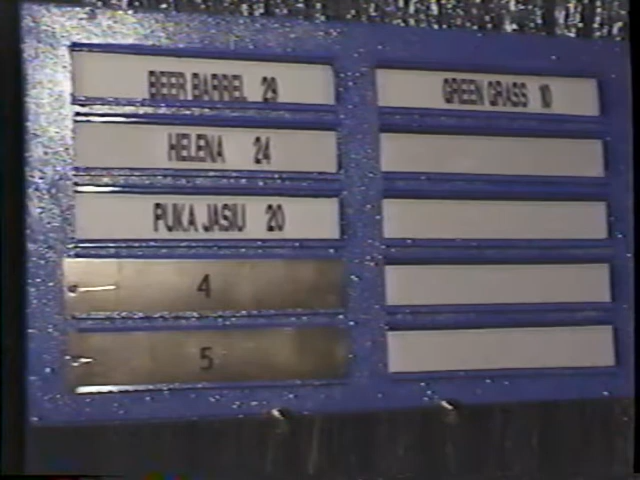 BEER BARREL 29
HELENA 24
PUKA JASIU 20
4
5
GREEN GRASS 10